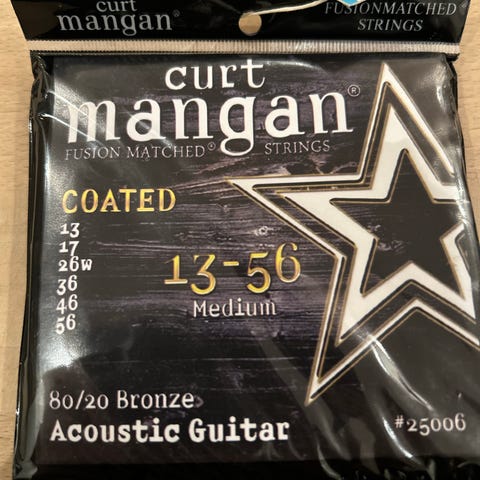 curt
mangan®
FUSIONMATCHED®
STRINGS
curt
mangan®
FUSION MATCHED® STRINGS
COATED
13
17
26w
36
46
56
13-56
Medium
80/20 Bronze
Acoustic Guitar
#25006